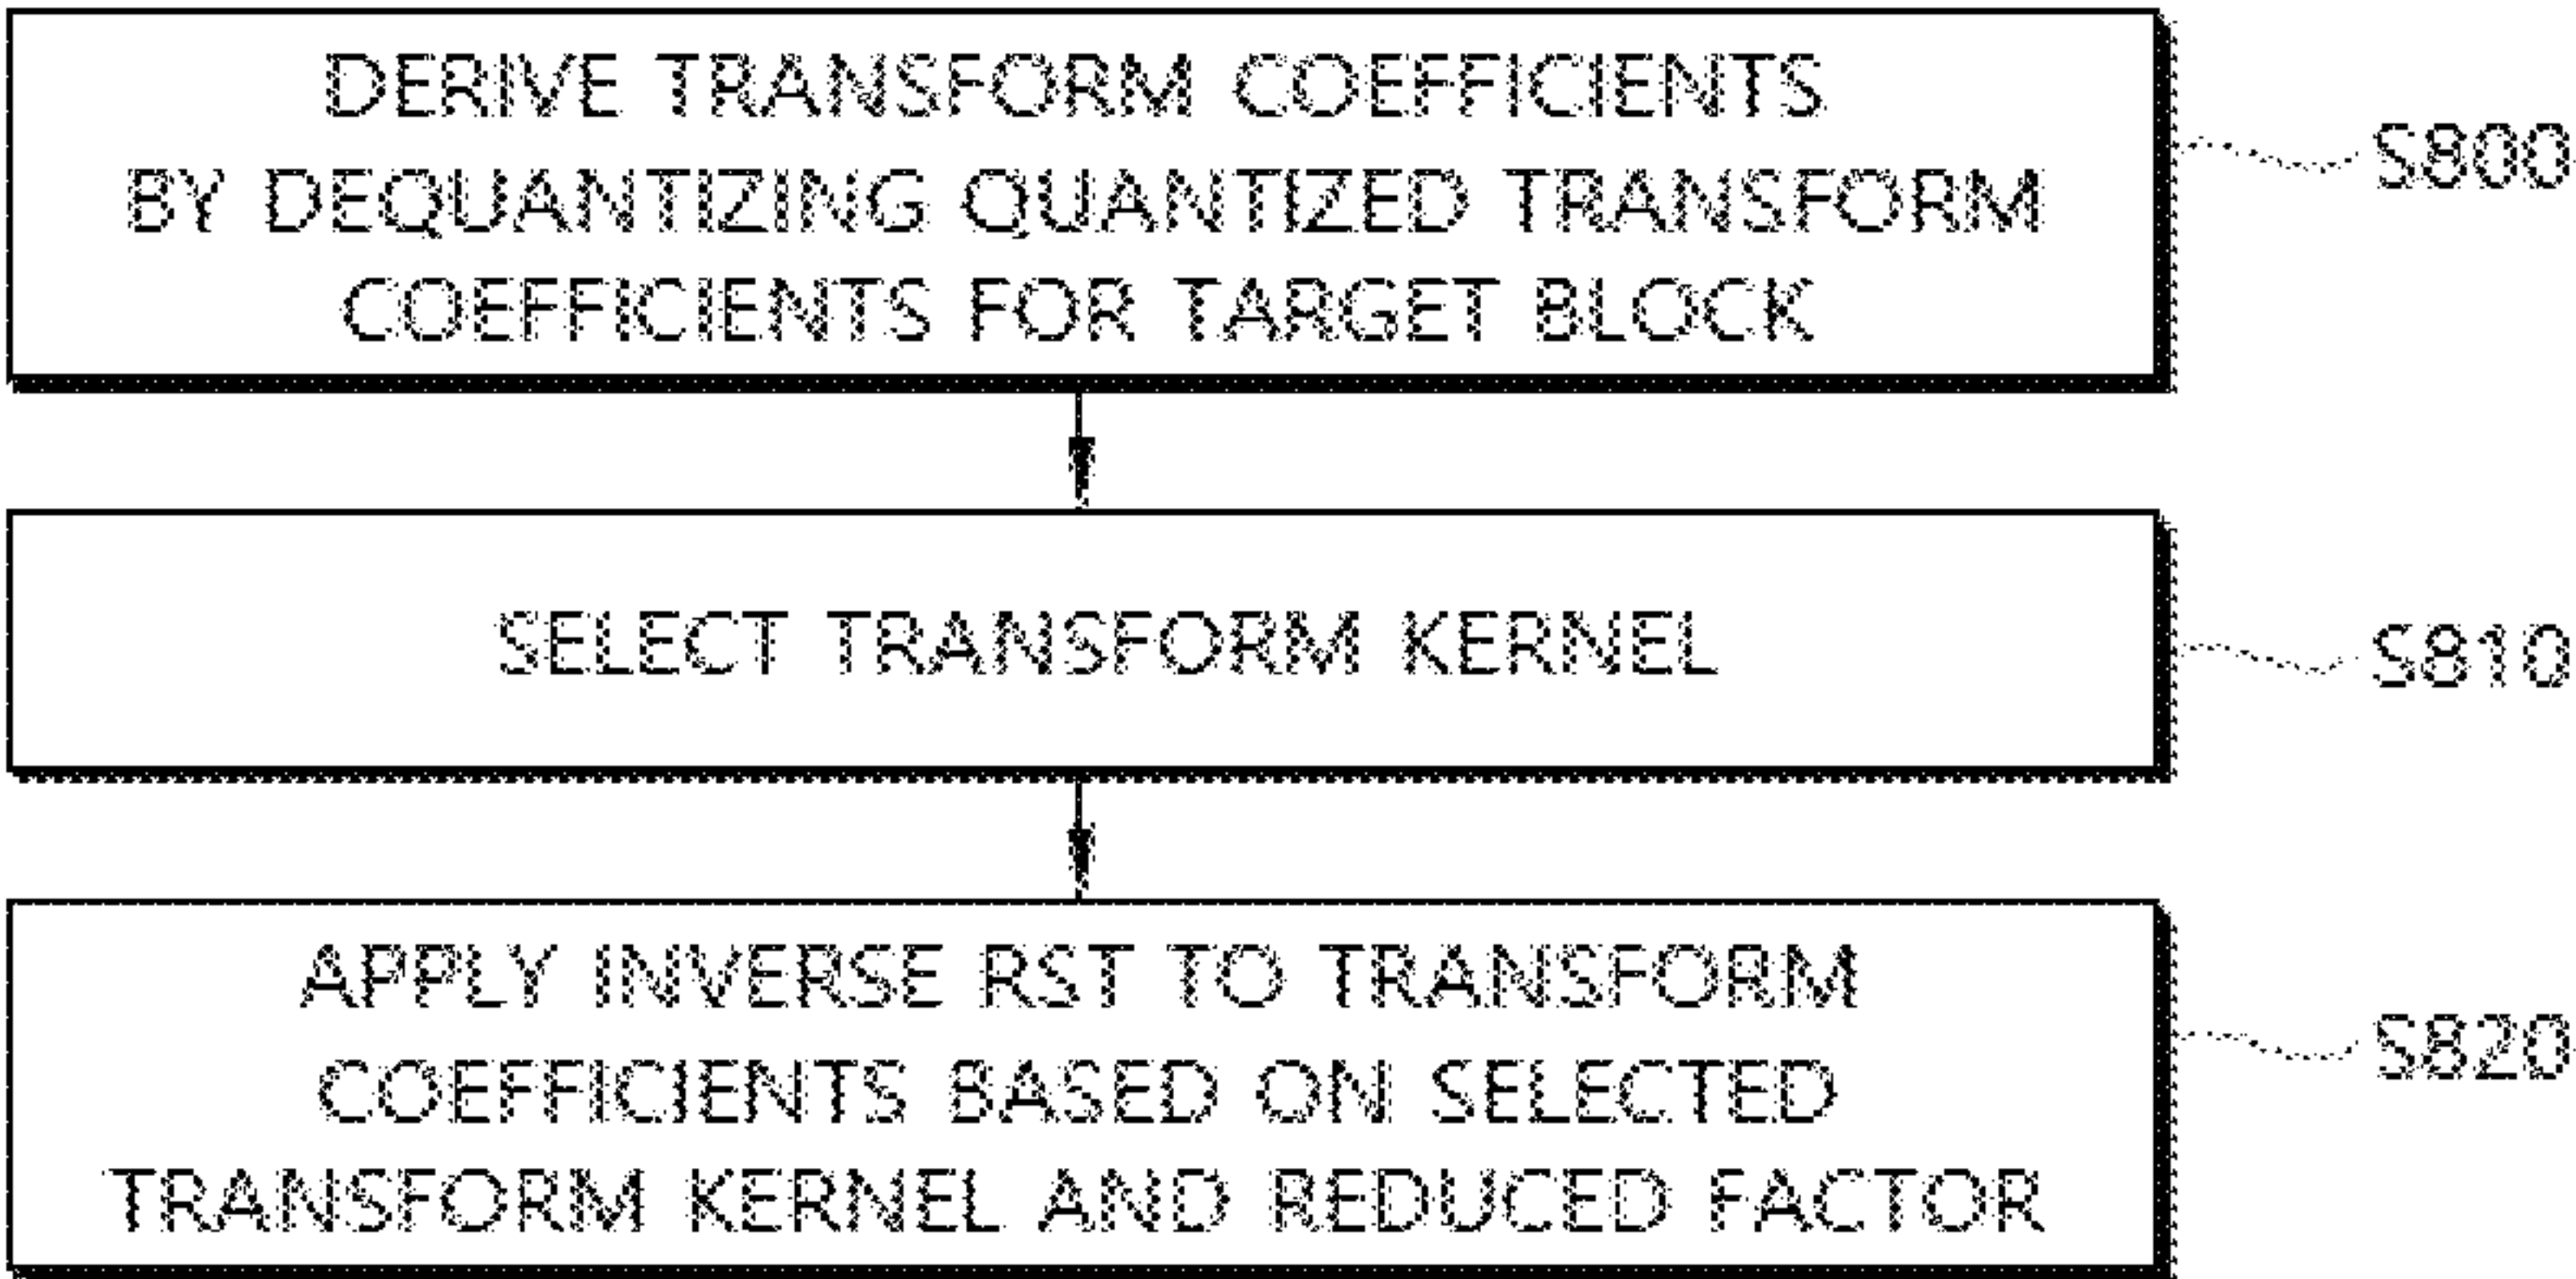 DERIVE TRANSFORM COEFFICIENTS
BY DEQUANTIZING QUANTIZED TRANSFORM
COEFFICIENTS FOR TARGET BLOCK
S800
SELECT TRANSFORM KERNEL
S810
APPLY INVERSE RST TO TRANSFORM
COEFFICIENTS BASED ON SELECTED
TRANSFORM KERNEL AND REDUCED FACTOR
S820